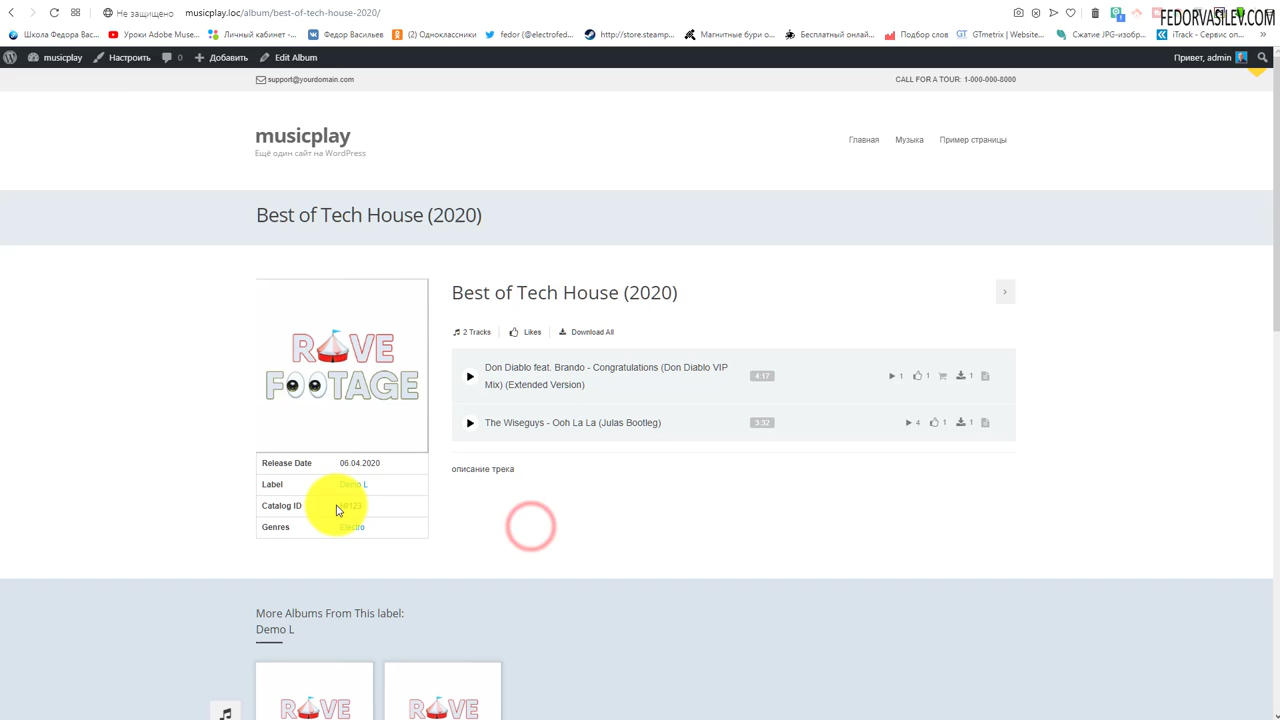 Не защищено musicplay.loc/album/best-of-tech-house-2020/
FEDORVASILEV.COM
Школа Федора Вас... Уроки Adobe Muse... Личный кабинет -... Федор Васильев (2) Одноклассники fedor (@electrofed... http://store.steamp... Магнитные бури о... Бесплатный онлай... Подбор слов GTmetrix | Website... Сжатие JPG-изобр... iTrack - Сервис оп...
musicplay Настроить 0 Добавить Edit Album Привет, admin
support@yourdomain.com CALL FOR A TOUR: 1-000-000-8000
musicplay
Ещё один сайт на WordPress
Главная Музыка Пример страницы
Best of Tech House (2020)
RAVE
FOOTAGE
Best of Tech House (2020)
2 Tracks Likes Download All
Don Diablo feat. Brando - Congratulations (Don Diablo VIP
Mix) (Extended Version) 4:17 1 1 1
The Wiseguys - Ooh La La (Julas Bootleg) 3:32 4 1 1
Release Date 06.04.2020
Label Demo L
Catalog ID
Genres Electro
описание трека
More Albums From This label:
Demo L